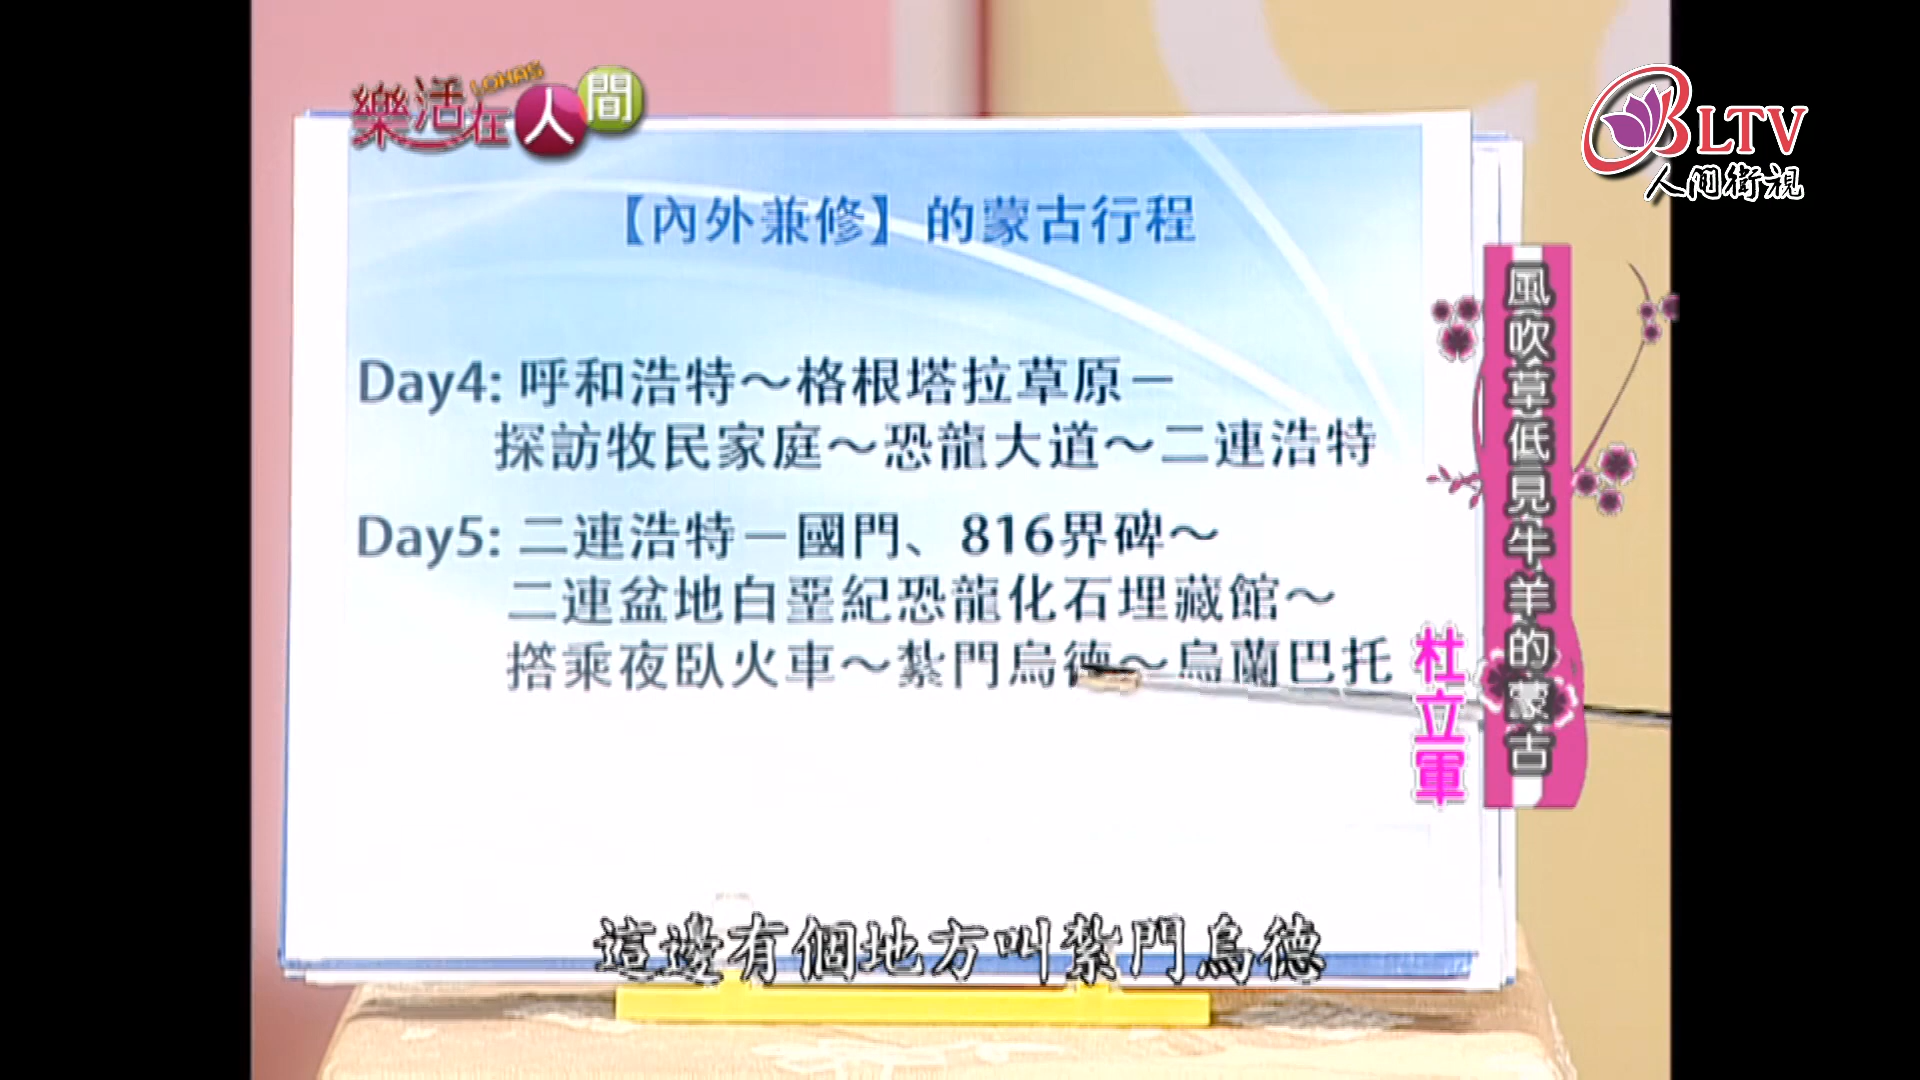 樂活在人間
LOHAS
BLTV
人間衛視
【內外兼修】的蒙古行程
Day4: 呼和浩特～格根塔拉草原－
探訪牧民家庭～恐龍大道～二連浩特
Day5: 二連浩特－國門、816界碑～
二連盆地白堊紀恐龍化石埋藏館～
搭乘夜臥火車～紮門烏德～烏蘭巴托
風吹草低見牛羊的蒙古
杜立軍
這邊有個地方叫紮門烏德